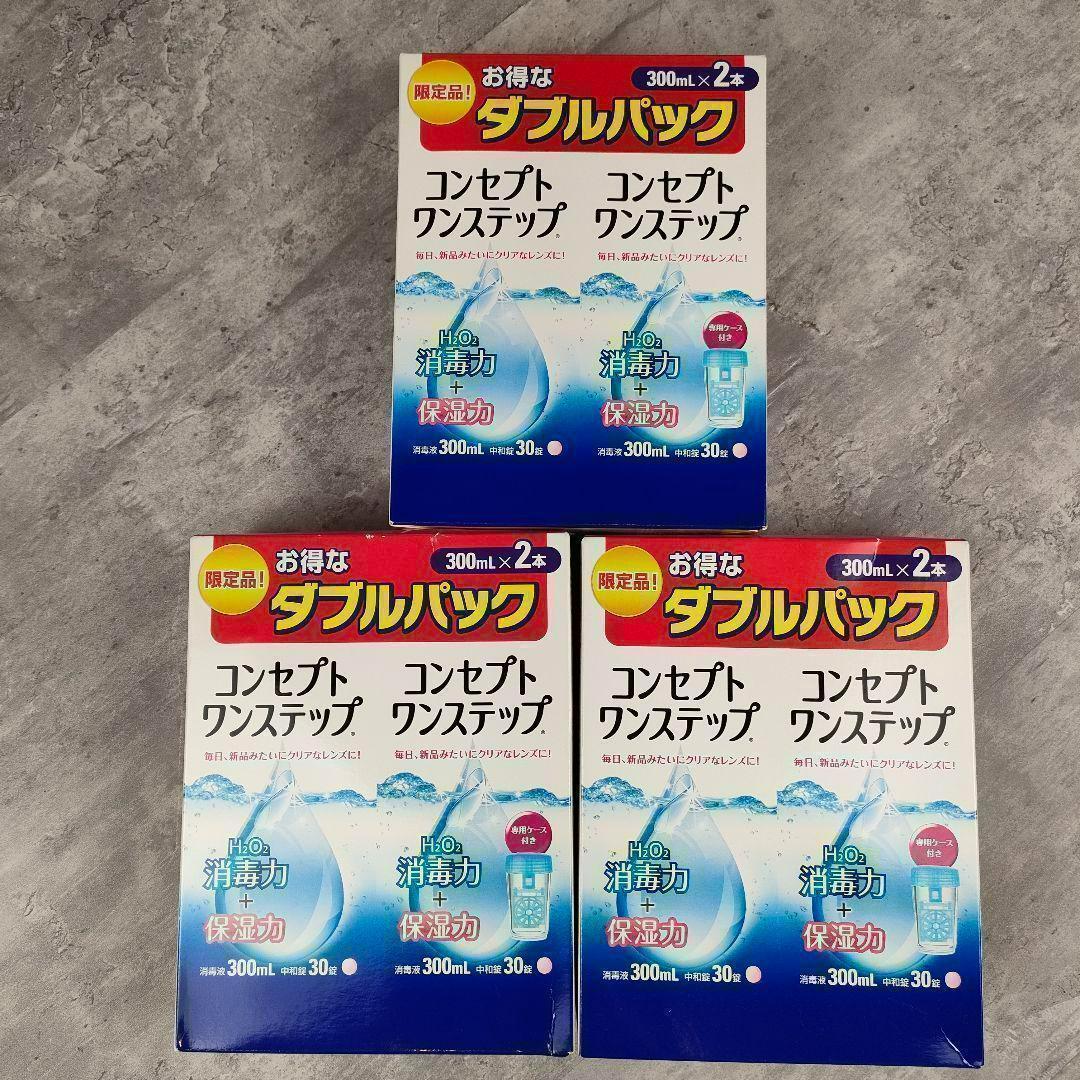 限定品!
お得な
300mL×2本
ダブルパック
コンセプト
ワンステップ®
毎日、新品みたいにクリアなレンズに!
H₂O₂
消毒力
+
保湿力
消毒液300mL 中和錠30錠
コンセプト
ワンステップ®
毎日、新品みたいにクリアなレンズに!
専用ケース
付き
H₂O₂
消毒力
+
保湿力
消毒液300mL 中和錠30錠
限定品!
お得な
300mL×2本
ダブルパック
コンセプト
ワンステップ®
毎日、新品みたいにクリアなレンズに!
H₂O₂
消毒力
+
保湿力
消毒液300mL 中和錠30錠
コンセプト
ワンステップ®
毎日、新品みたいにクリアなレンズに!
専用ケース
付き
H₂O₂
消毒力
+
保湿力
消毒液300mL 中和錠30錠
限定品!
お得な
300mL×2本
ダブルパック
コンセプト
ワンステップ®
毎日、新品みたいにクリアなレンズに!
H₂O₂
消毒力
+
保湿力
消毒液300mL 中和錠30錠
コンセプト
ワンステップ®
毎日、新品みたいにクリアなレンズに!
専用ケース
付き
H₂O₂
消毒力
+
保湿力
消毒液300mL 中和錠30錠